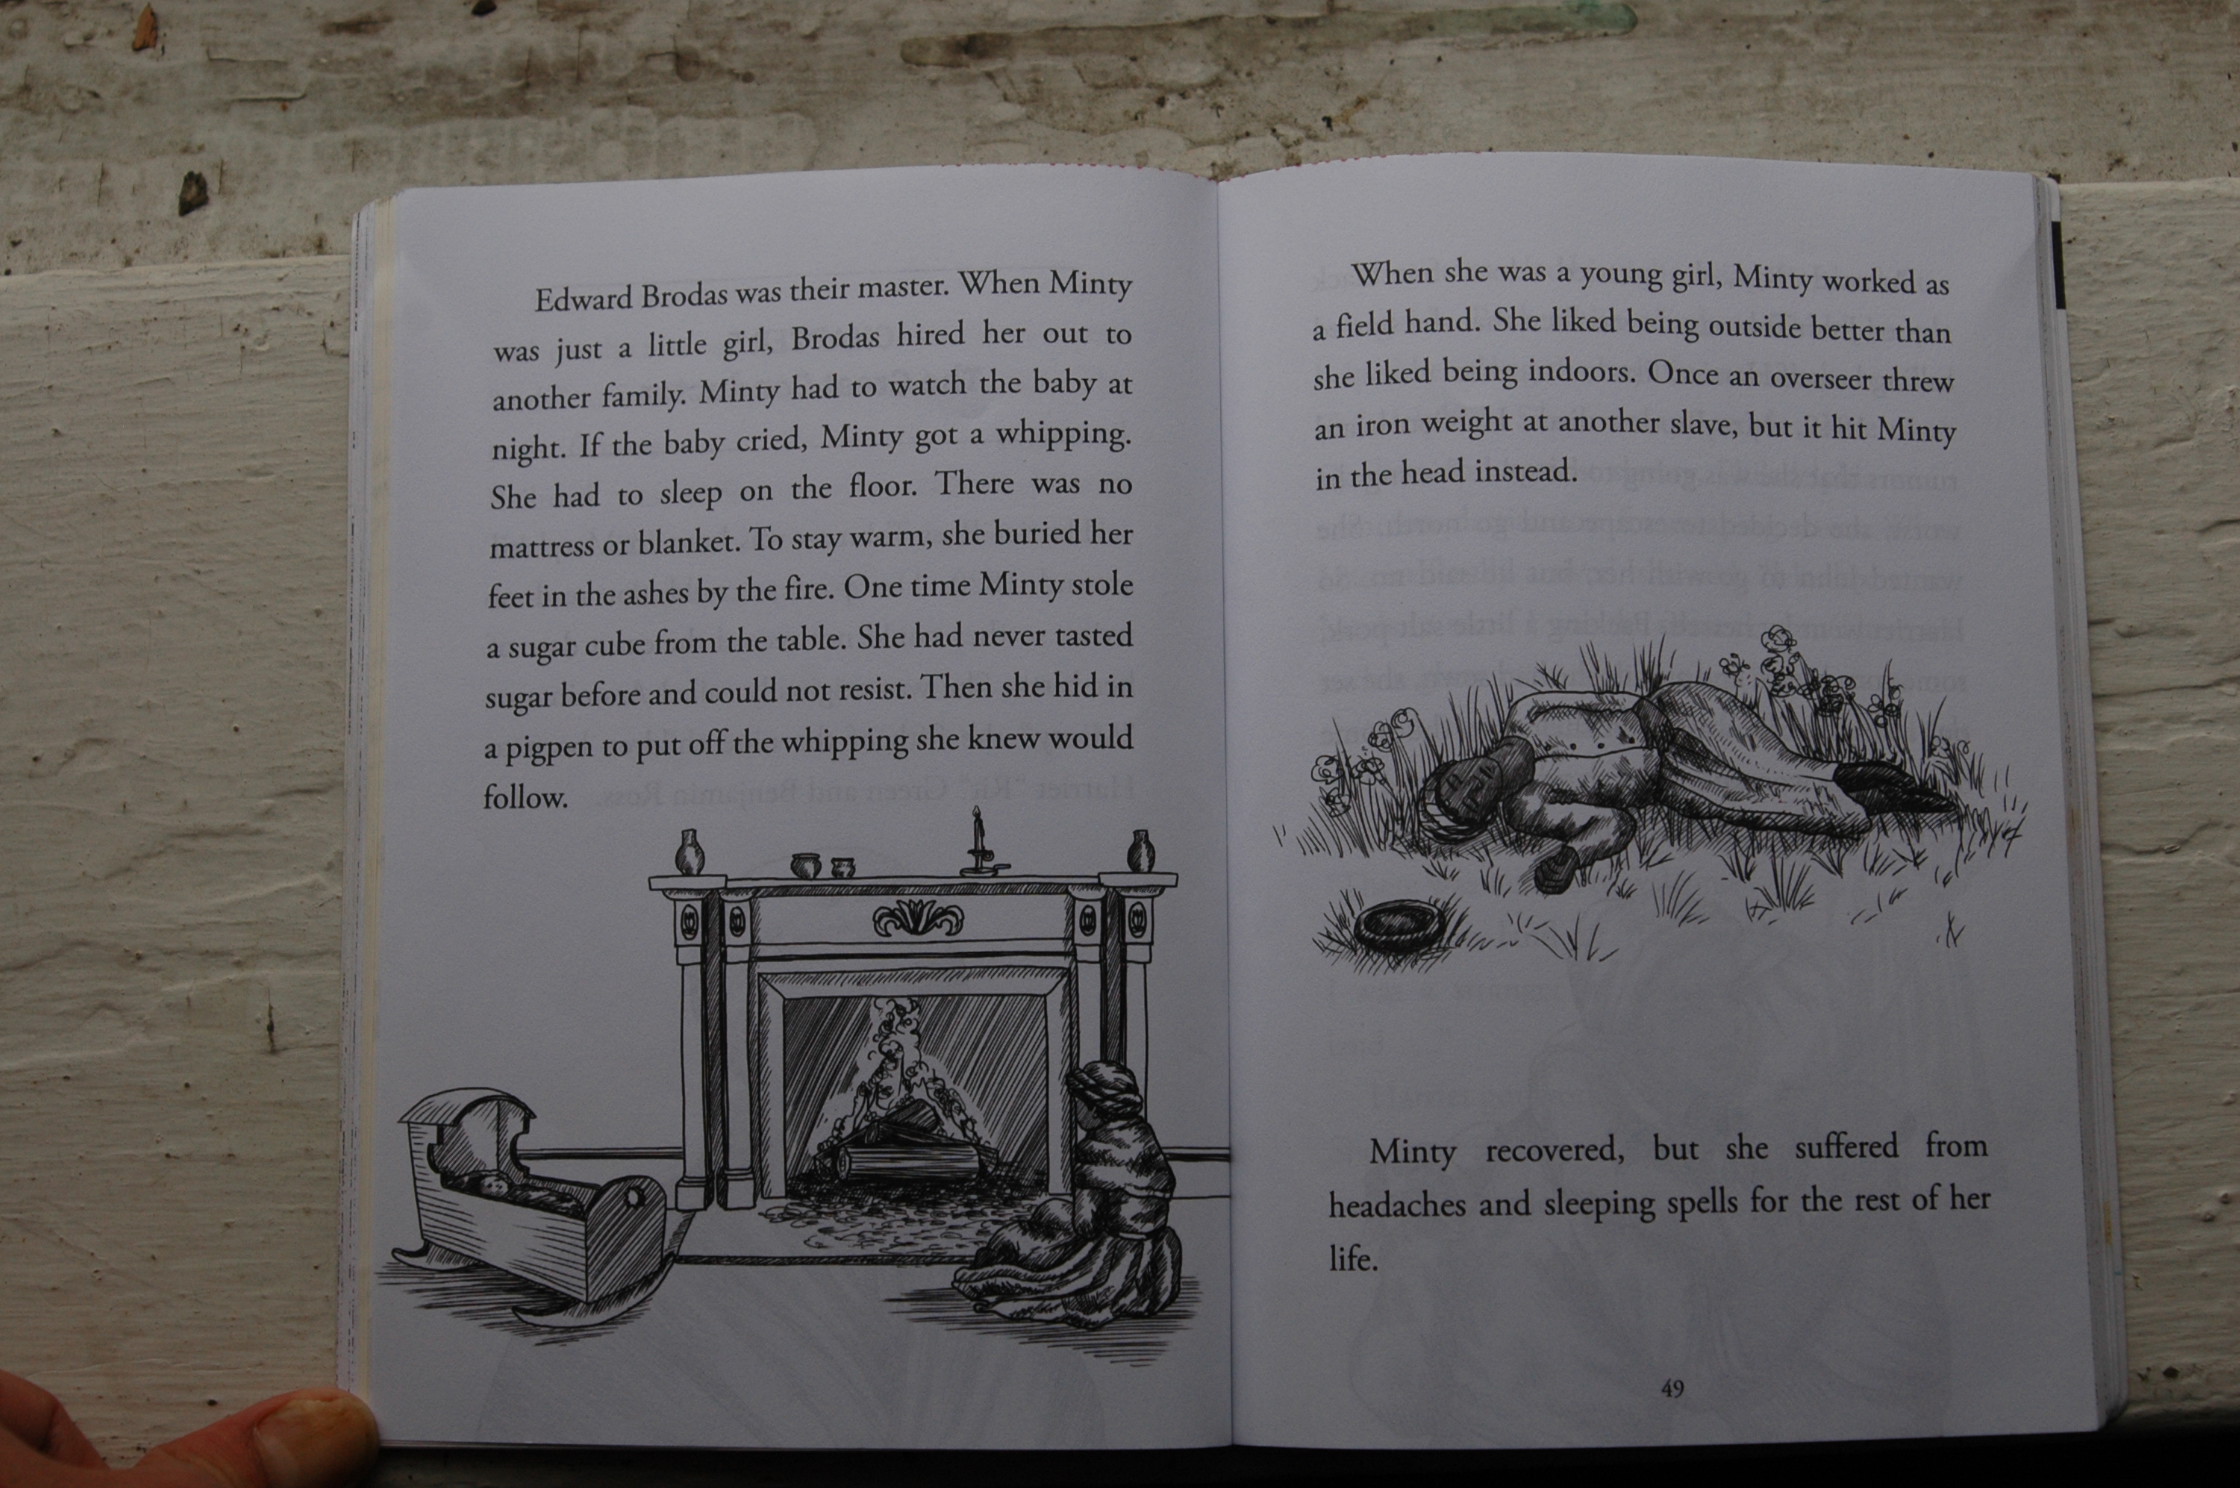 Edward Brodas was their master. When Minty
was just a little girl, Brodas hired her out to
another family. Minty had to watch the baby at
night. If the baby cried, Minty got a whipping.
She had to sleep on the floor. There was no
mattress or blanket. To stay warm, she buried her
feet in the ashes by the fire. One time Minty stole
a sugar cube from the table. She had never tasted
sugar before and could not resist. Then she hid in
a pigpen to put off the whipping she knew would
follow.
When she was a young girl, Minty worked as
a field hand. She liked being outside better than
she liked being indoors. Once an overseer threw
an iron weight at another slave, but it hit Minty
in the head instead.
Minty recovered, but she suffered from
headaches and sleeping spells for the rest of her
life.
49